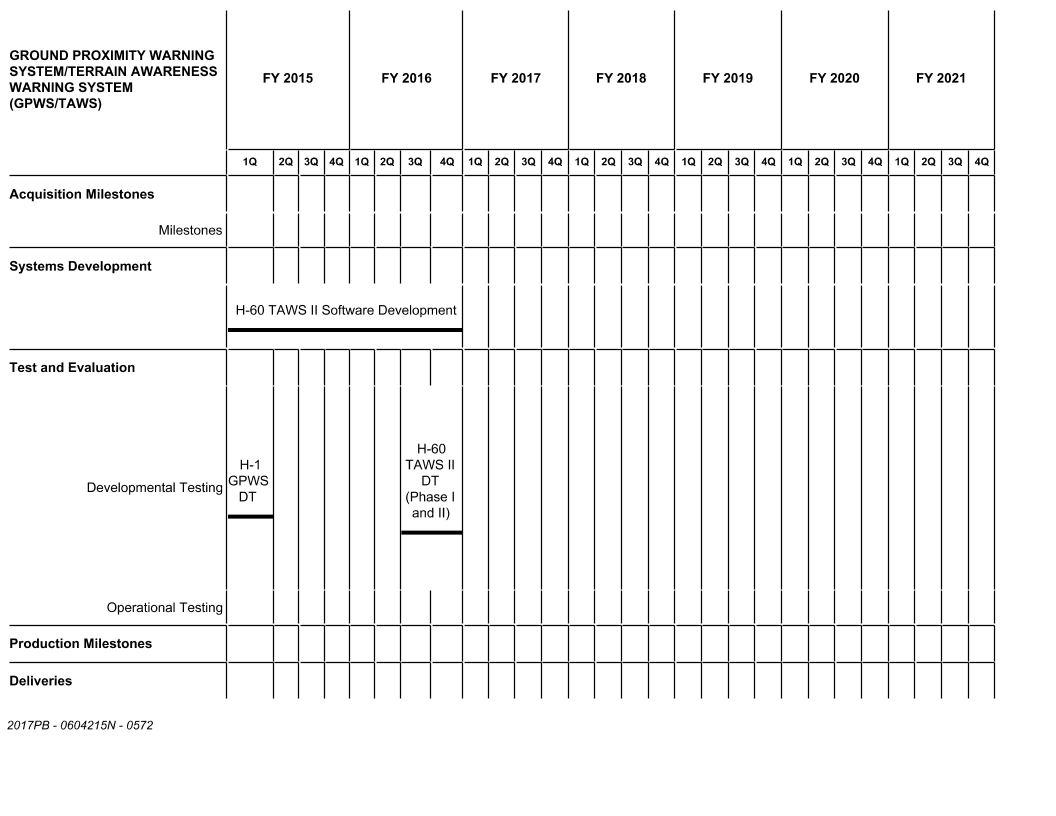 GROUND PROXIMITY WARNING
SYSTEM/TERRAIN AWARENESS
WARNING SYSTEM
(GPWS/TAWS)
FY 2015 FY 2016 FY 2017 FY 2018 FY 2019 FY 2020 FY 2021
1Q 2Q 3Q 4Q 1Q 2Q 3Q 4Q 1Q 2Q 3Q 4Q 1Q 2Q 3Q 4Q 1Q 2Q 3Q 4Q 1Q 2Q 3Q 4Q 1Q 2Q 3Q 4Q
Acquisition Milestones
Milestones
Systems Development
H-60 TAWS II Software Development
Test and Evaluation
Developmental Testing
H-1
GPWS
DT
H-60
TAWS II
DT
(Phase I
and II)
Operational Testing
Production Milestones
Deliveries
2017PB - 0604215N - 0572